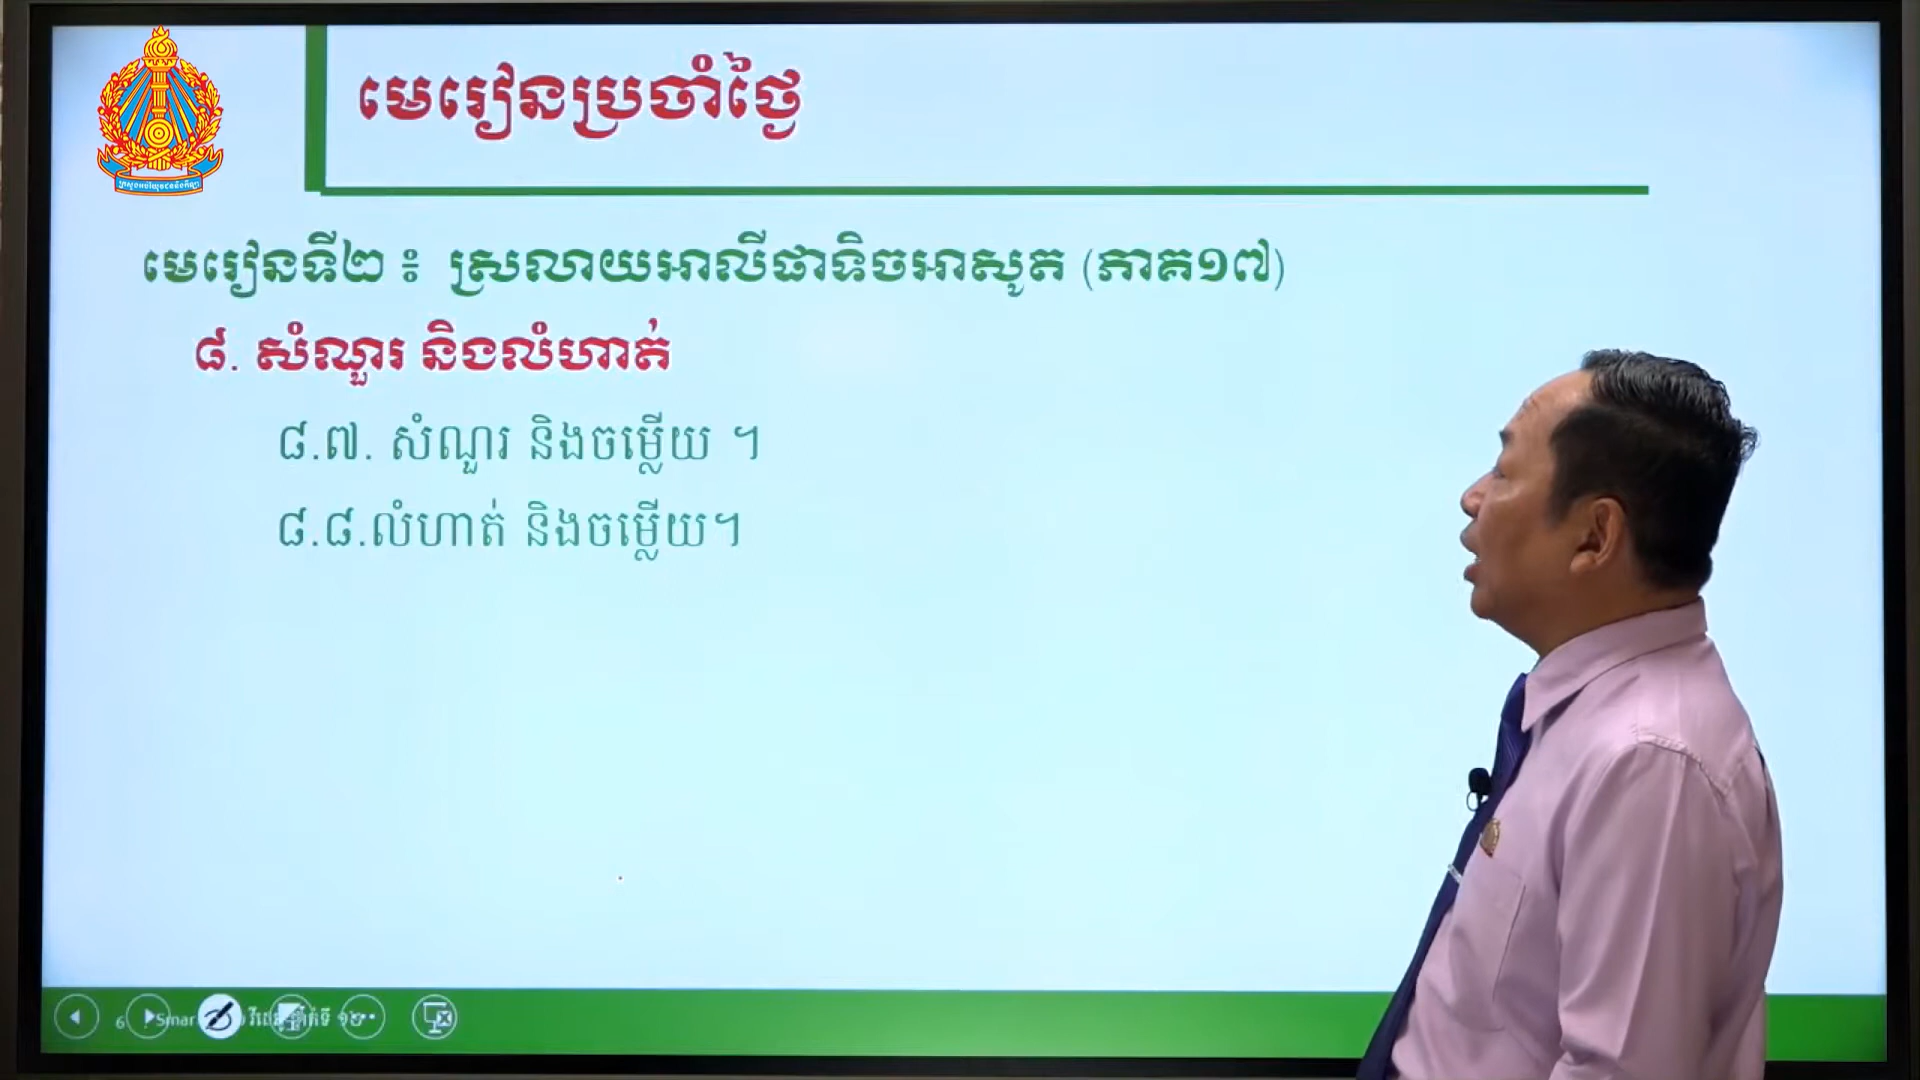 មេរៀនប្រចាំថ្ងៃ
មេរៀនទី២ ៖ ស្រលាយអាលីផាទិចអាសូត (ភាគ១៧)
៨. សំណួរ និងលំហាត់
៨.៧. សំណួរ និងចម្លើយ ។
៨.៨.លំហាត់ និងចម្លើយ។
6
Smar